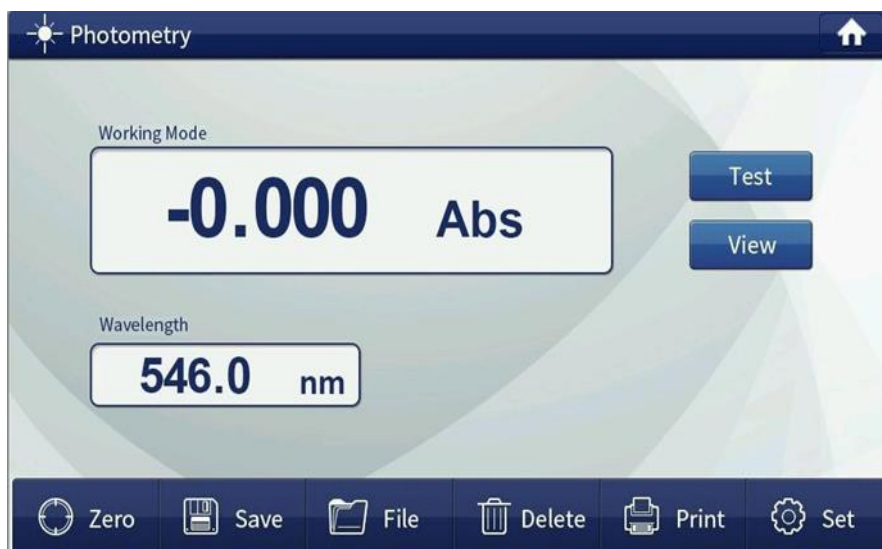 Photometry
Working Mode
-0.000 Abs
Test
View
Wavelength
546.0 nm
Zero Save File Delete Print Set